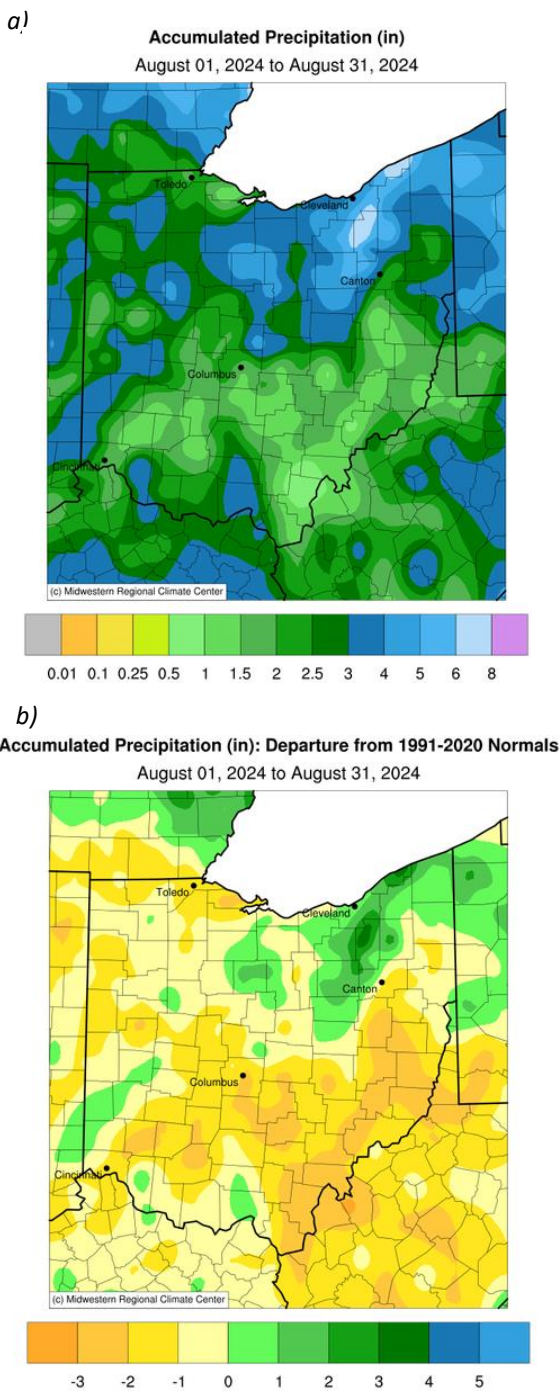 a)
Accumulated Precipitation (in)
August 01, 2024 to August 31, 2024
Toledo
Cleveland
Canton
Columbus
Cincinnati
(c) Midwestern Regional Climate Center
0.01 0.1 0.25 0.5 1 1.5 2 2.5 3 4 5 6 8
b)
Accumulated Precipitation (in): Departure from 1991-2020 Normals
August 01, 2024 to August 31, 2024
Toledo
Cleveland
Canton
Columbus
Cincinnati
(c) Midwestern Regional Climate Center
-3 -2 -1 0 1 2 3 4 5